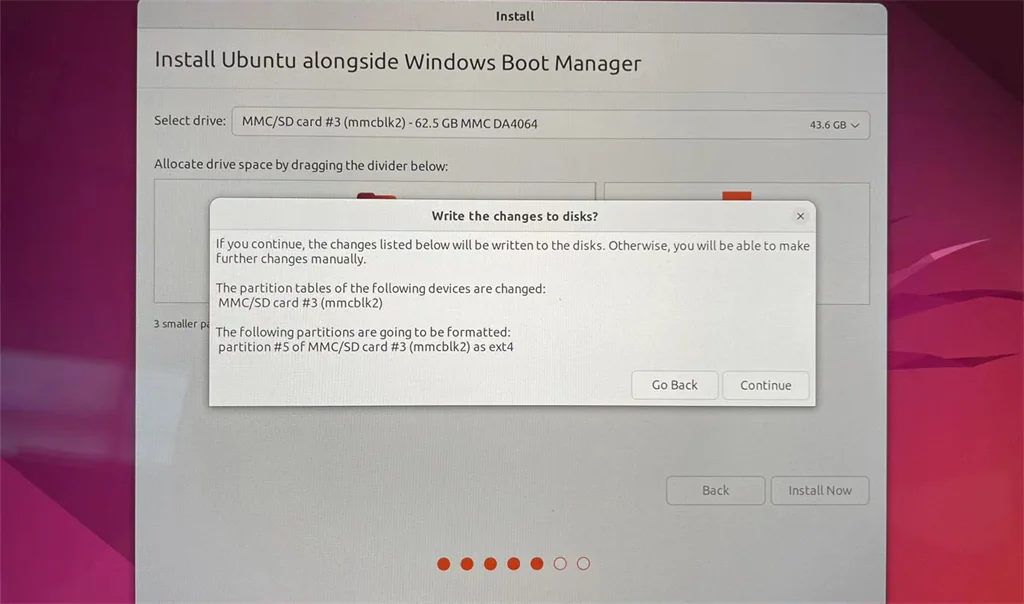 Install
Install Ubuntu alongside Windows Boot Manager
Select drive: MMC/SD card #3 (mmcblk2) - 62.5 GB MMC DA4064 43.6 GB
Allocate drive space by dragging the divider below:
Write the changes to disks?
If you continue, the changes listed below will be written to the disks. Otherwise, you will be able to make
further changes manually.
The partition tables of the following devices are changed:
MMC/SD card #3 (mmcblk2)
3 smaller
The following partitions are going to be formatted:
partition #5 of MMC/SD card #3 (mmcblk2) as ext4
Go Back Continue
Back Install Now